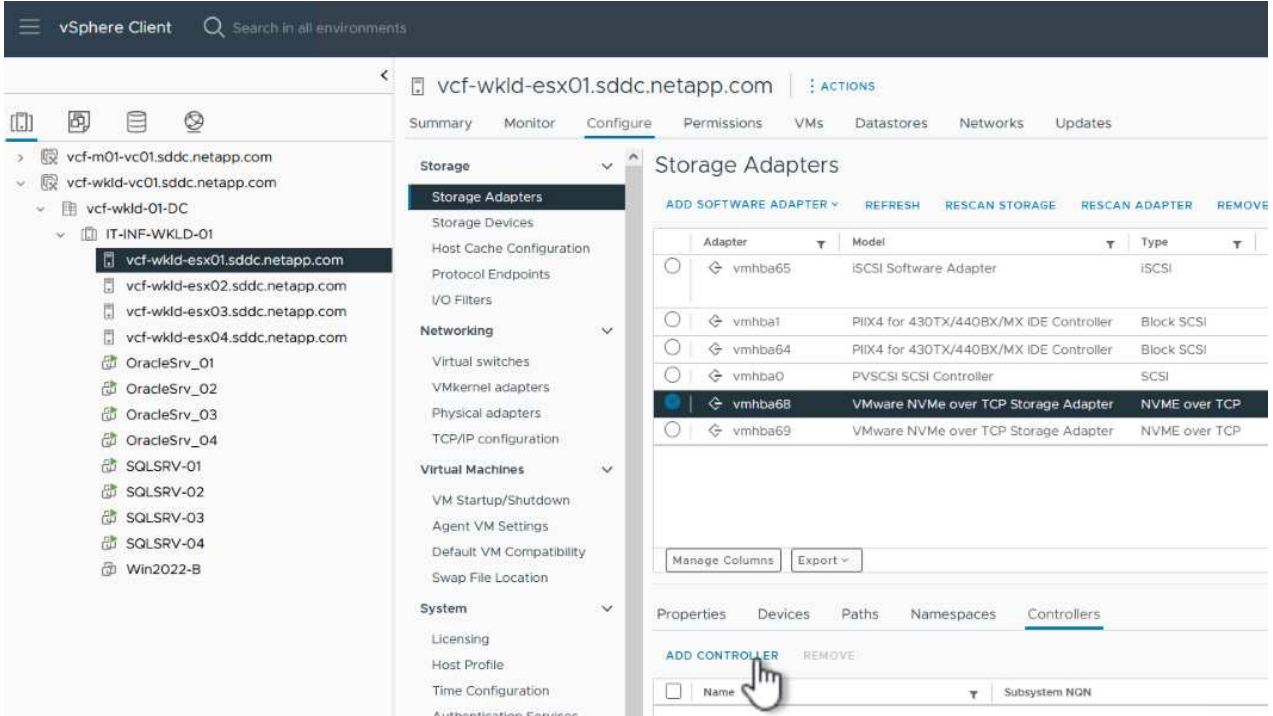 vSphere Client Search in all environments
vcf-m01-vc01.sddc.netapp.com
vcf-wkld-vc01.sddc.netapp.com
vcf-wkld-01-DC
IT-INF-WKLD-01
vcf-wkld-esx01.sddc.netapp.com
vcf-wkld-esx02.sddc.netapp.com
vcf-wkld-esx03.sddc.netapp.com
vcf-wkld-esx04.sddc.netapp.com
OracleSrv_01
OracleSrv_02
OracleSrv_03
OracleSrv_04
SQLSRV-01
SQLSRV-02
SQLSRV-03
SQLSRV-04
Win2022-B
vcf-wkld-esx01.sddc.netapp.com ACTIONS
Summary Monitor Configure Permissions VMs Datastores Networks Updates
Storage
Storage Adapters
Storage Devices
Host Cache Configuration
Protocol Endpoints
I/O Filters
Networking
Virtual switches
VMkernel adapters
Physical adapters
TCP/IP configuration
Virtual Machines
VM Startup/Shutdown
Agent VM Settings
Default VM Compatibility
Swap File Location
System
Licensing
Host Profile
Time Configuration
Authentication Services
Storage Adapters
ADD SOFTWARE ADAPTER REFRESH RESCAN STORAGE RESCAN ADAPTER REMOVE
Adapter Model Type
vmhba65 iSCSI Software Adapter iSCSI
vmhba1 PIIX4 for 430TX/440BX/MX IDE Controller Block SCSI
vmhba64 PIIX4 for 430TX/440BX/MX IDE Controller Block SCSI
vmhba0 PVSCSI SCSI Controller SCSI
vmhba68 VMware NVMe over TCP Storage Adapter NVME over TCP
vmhba69 VMware NVMe over TCP Storage Adapter NVME over TCP
Manage Columns Export
Properties Devices Paths Namespaces Controllers
ADD CONTROLLER REMOVE
Name Subsystem NQN